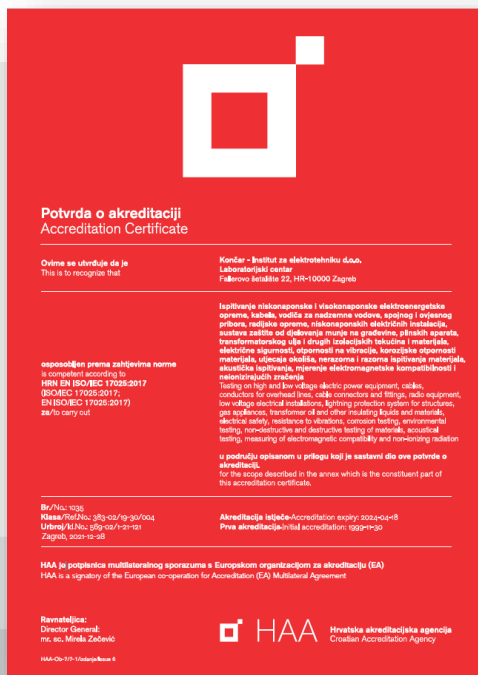 Potvrda o akreditaciji
Accreditation Certificate
Ovime se utvrđuje da je
This is to recognize that
Končar - Institut za elektrotehniku d.o.o.
Laboratorijski centar
Fallerovo šetalište 22, HR-10000 Zagreb
osposobljen prema zahtjevima norme
is competent according to
HRN EN ISO/IEC 17025:2017
(ISO/IEC 17025:2017;
EN ISO/IEC 17025:2017)
za/to carry out
Ispitivanje niskonaponske i visokonaponske elektroenergetske
opreme, kabela, vodiča za nadzemne vodove, spojnog i ovjesnog
pribora, radijske opreme, niskonaponskih električnih instalacija,
sustava zaštite od djelovanja munje na građevine, plinskih aparata,
transformatorskog ulja i drugih izolacijskih tekućina i materijala,
električne sigurnosti, otpornosti na vibracije, korozijske otpornosti
materijala, utjecaja okoliša, nerazorna i razorna ispitivanja materijala,
akustička ispitivanja, mjerenje elektromagnetske kompatibilnosti i
neionizirajućih zračenja
Testing on high and low voltage electric power equipment, cables,
conductors for overhead lines, cable connectors and fittings, radio equipment,
low voltage electrical installations, lightning protection system for structures,
gas appliances, transformer oil and other insulating liquids and materials,
electrical safety, resistance to vibrations, corrosion testing, environmental
testing, non-destructive and destructive testing of materials, acoustical
testing, measuring of electromagnetic compatibility and non-ionizing radiation
u području opisanom u prilogu koji je sastavni dio ove potvrde o
akreditaciji.
for the scope described in the annex which is the constituent part of
this accreditation certificate.
Br./No.: 1035
Klasa/Ref.No.: 383-02/19-30/004
Urbroj/Id.No.: 569-02/1-21-121
Zagreb, 2021-12-28
Akreditacija istječe-Accreditation expiry: 2024-04-18
Prva akreditacija-Initial accreditation: 1999-11-30
HAA je potpisnica multilateralnog sporazuma s Europskom organizacijom za akreditaciju (EA)
HAA is a signatory of the European co-operation for Accreditation (EA) Multilateral Agreement
Ravnateljica:
Director General:
mr. sc. Mirela Zečević
HAA
Hrvatska akreditacijska agencija
Croatian Accreditation Agency
HAA-Ob-7/7-1/Izdanje/Issue 6